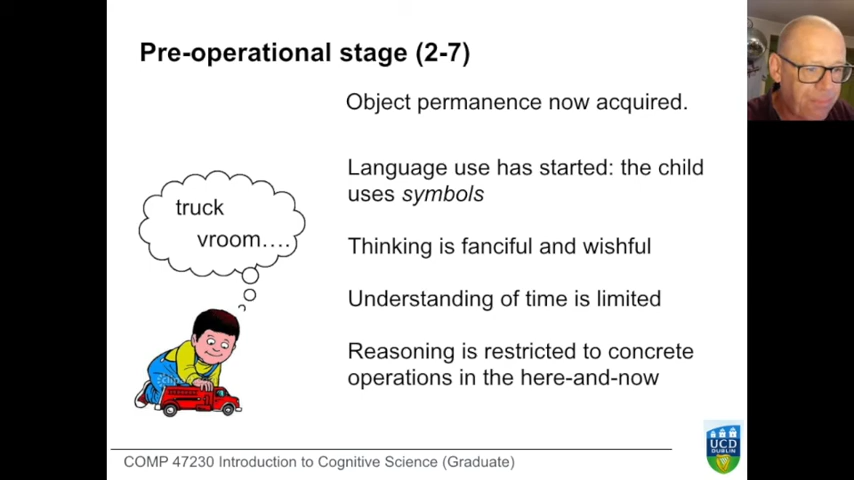 Pre-operational stage (2-7)
Object permanence now acquired.
Language use has started: the child
uses symbols
truck
vroom….
Thinking is fanciful and wishful
Understanding of time is limited
Reasoning is restricted to concrete
operations in the here-and-now
COMP 47230 Introduction to Cognitive Science (Graduate)
UCD
DUBLIN